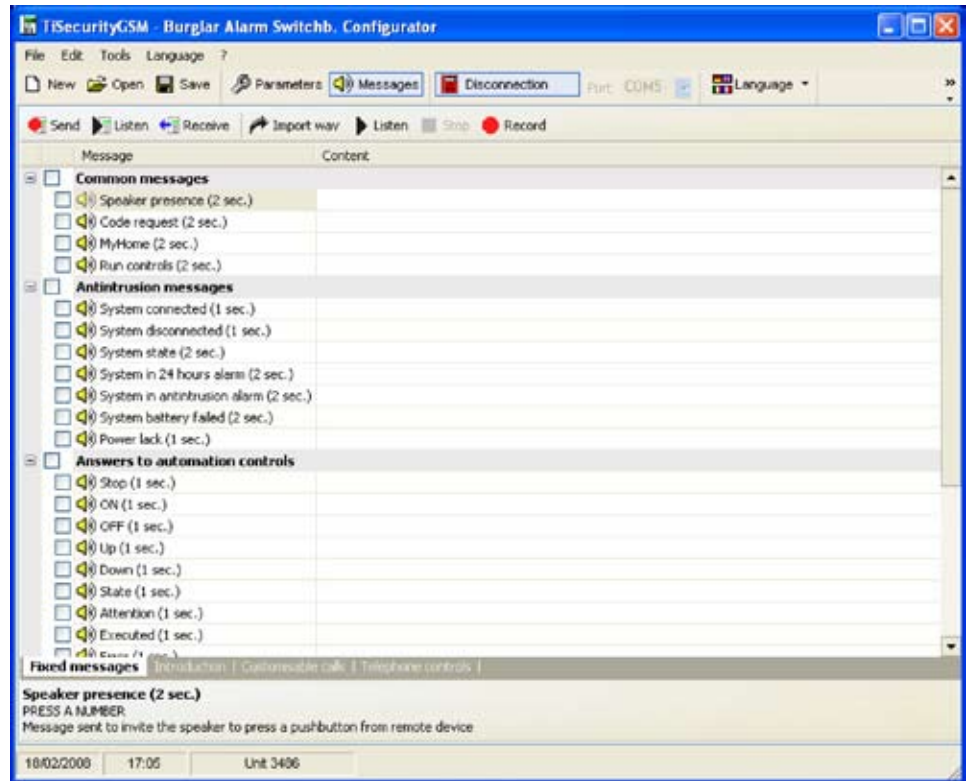 TiSecurityGSM - Burglar Alarm Switchb. Configurator
File Edit Tools Language ?
New Open Save Parameters Messages Disconnection Port COM5 Language
Send Listen Receive Import wav Listen Stop Record
Message Content
Common messages
Speaker presence (2 sec.)
Code request (2 sec.)
MyHome (2 sec.)
Run controls (2 sec.)
Antintrusion messages
System connected (1 sec.)
System disconnected (1 sec.)
System state (2 sec.)
System in 24 hours alarm (2 sec.)
System in antintrusion alarm (2 sec.)
System battery failed (2 sec.)
Power lack (1 sec.)
Answers to automation controls
Stop (1 sec.)
ON (1 sec.)
OFF (1 sec.)
Up (1 sec.)
Down (1 sec.)
State (1 sec.)
Attention (1 sec.)
Executed (1 sec.)
Error (1 sec.)
Fixed messages Introduction | Customisable calls | Telephone controls |
Speaker presence (2 sec.)
PRESS A NUMBER
Message sent to invite the speaker to press a pushbutton from remote device
18/02/2008 17:05 Unit 3486